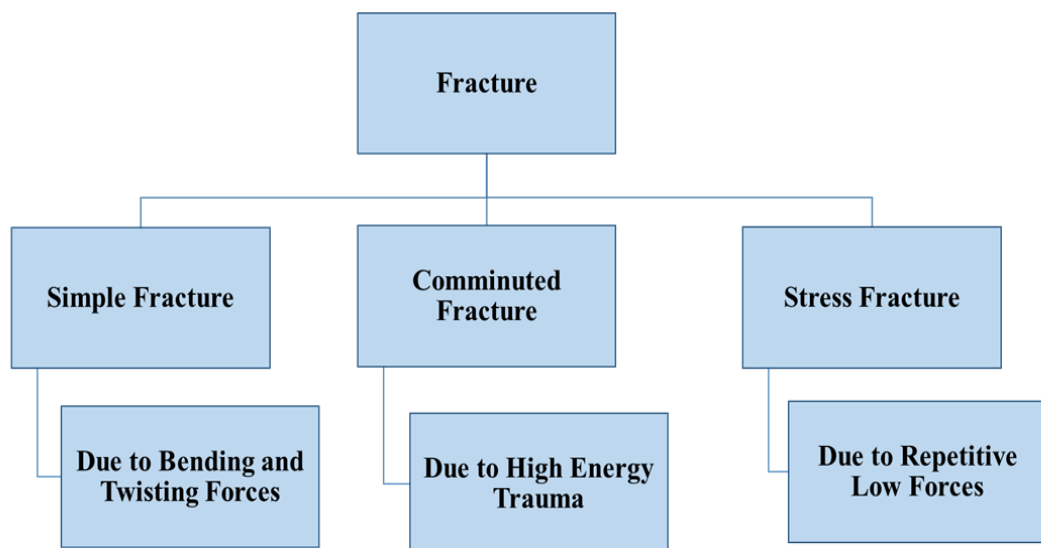 Fracture
Simple Fracture
Comminuted
Fracture
Stress Fracture
Due to Bending and
Twisting Forces
Due to High Energy
Trauma
Due to Repetitive
Low Forces